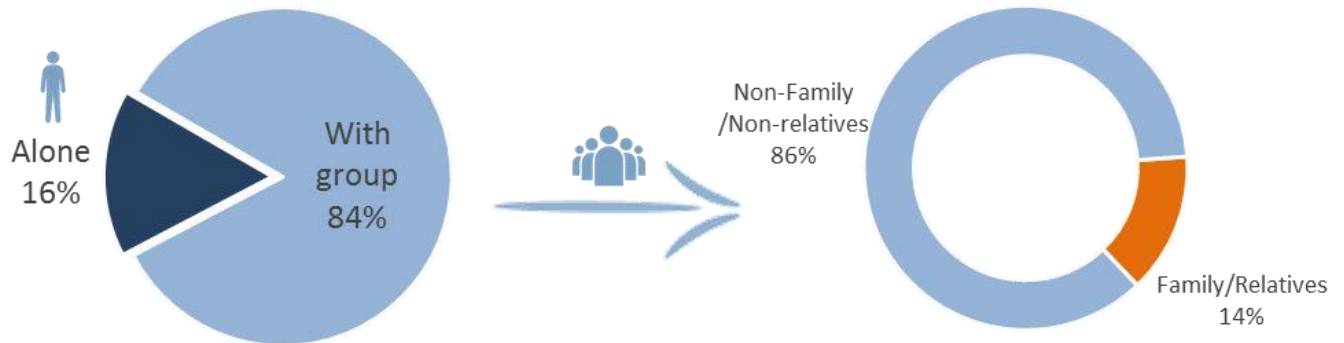 Alone
16%
With
group
84%
Non-Family
/Non-relatives
86%
Family/Relatives
14%